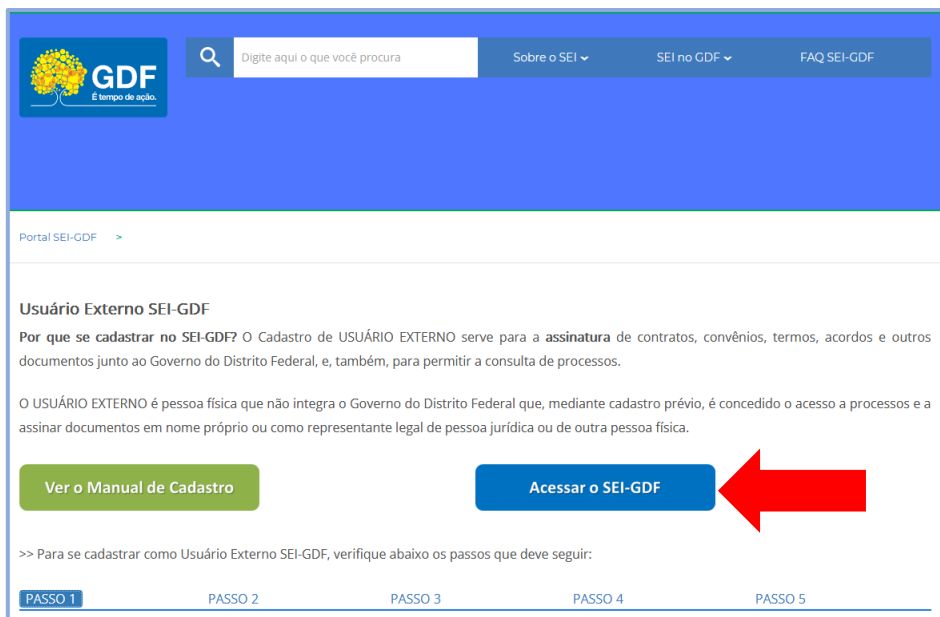 GDF
É tempo de ação.
Digite aqui o que você procura
Sobre o SEI
SEI no GDF
FAQ SEI-GDF
Portal SEI-GDF >
Usuário Externo SEI-GDF
Por que se cadastrar no SEI-GDF? O Cadastro de USUÁRIO EXTERNO serve para a assinatura de contratos, convênios, termos, acordos e outros
documentos junto ao Governo do Distrito Federal, e, também, para permitir a consulta de processos.
O USUÁRIO EXTERNO é pessoa física que não integra o Governo do Distrito Federal que, mediante cadastro prévio, é concedido o acesso a processos e a
assinar documentos em nome próprio ou como representante legal de pessoa jurídica ou de outra pessoa física.
Ver o Manual de Cadastro
Acessar o SEI-GDF
>> Para se cadastrar como Usuário Externo SEI-GDF, verifique abaixo os passos que deve seguir:
PASSO 1
PASSO 2
PASSO 3
PASSO 4
PASSO 5